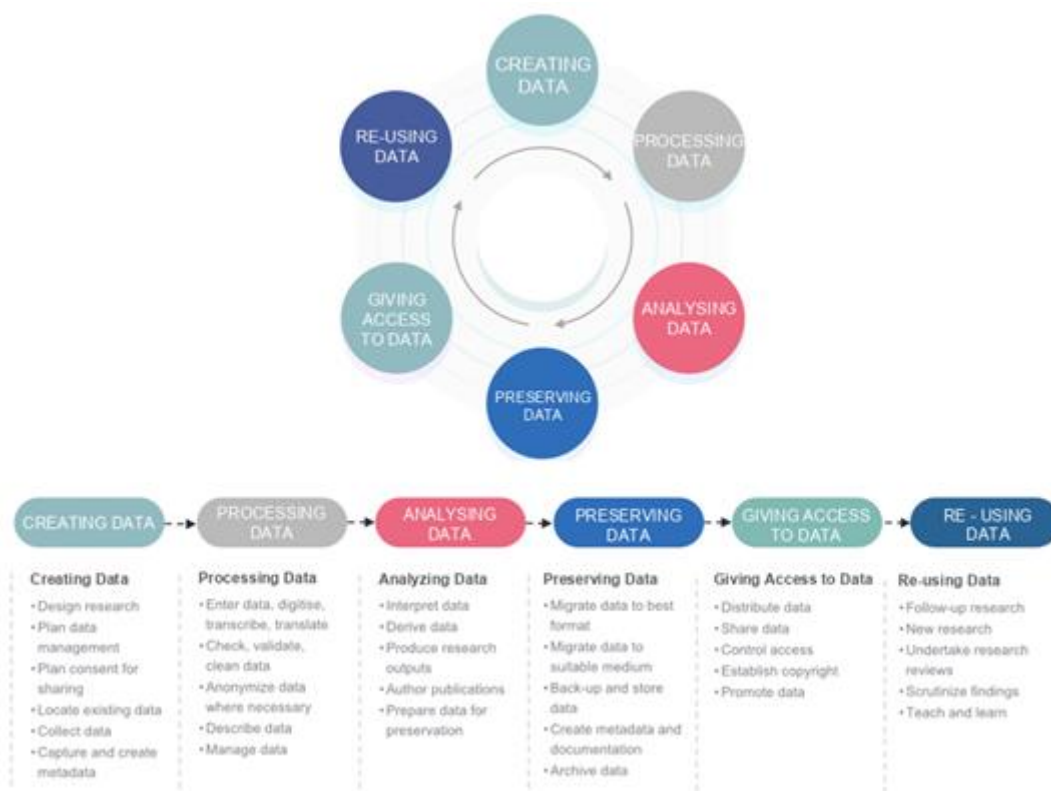 CREATING
DATA
RE-USING
DATA
PROCESSING
DATA
GIVING
ACCESS
TO DATA
ANALYSING
DATA
PRESERVING
DATA
CREATING DATA
PROCESSING
DATA
ANALYSING
DATA
PRESERVING
DATA
GIVING ACCESS
TO DATA
RE - USING
DATA
Creating Data
• Design research
• Plan data
management
• Plan consent for
sharing
• Locate existing data
• Collect data
• Capture and create
metadata
Processing Data
• Enter data, digitise,
transcribe, translate
• Check, validate,
clean data
• Anonymize data
where necessary
• Describe data
• Manage data
Analyzing Data
• Interpret data
• Derive data
• Produce research
outputs
• Author publications
• Prepare data for
preservation
Preserving Data
• Migrate data to best
format
• Migrate data to
suitable medium
• Back-up and store
data
• Create metadata and
documentation
• Archive data
Giving Access to Data
• Distribute data
• Share data
• Control access
• Establish copyright
• Promote data
Re-using Data
• Follow-up research
• New research
• Undertake research
reviews
• Scrutinize findings
• Teach and learn